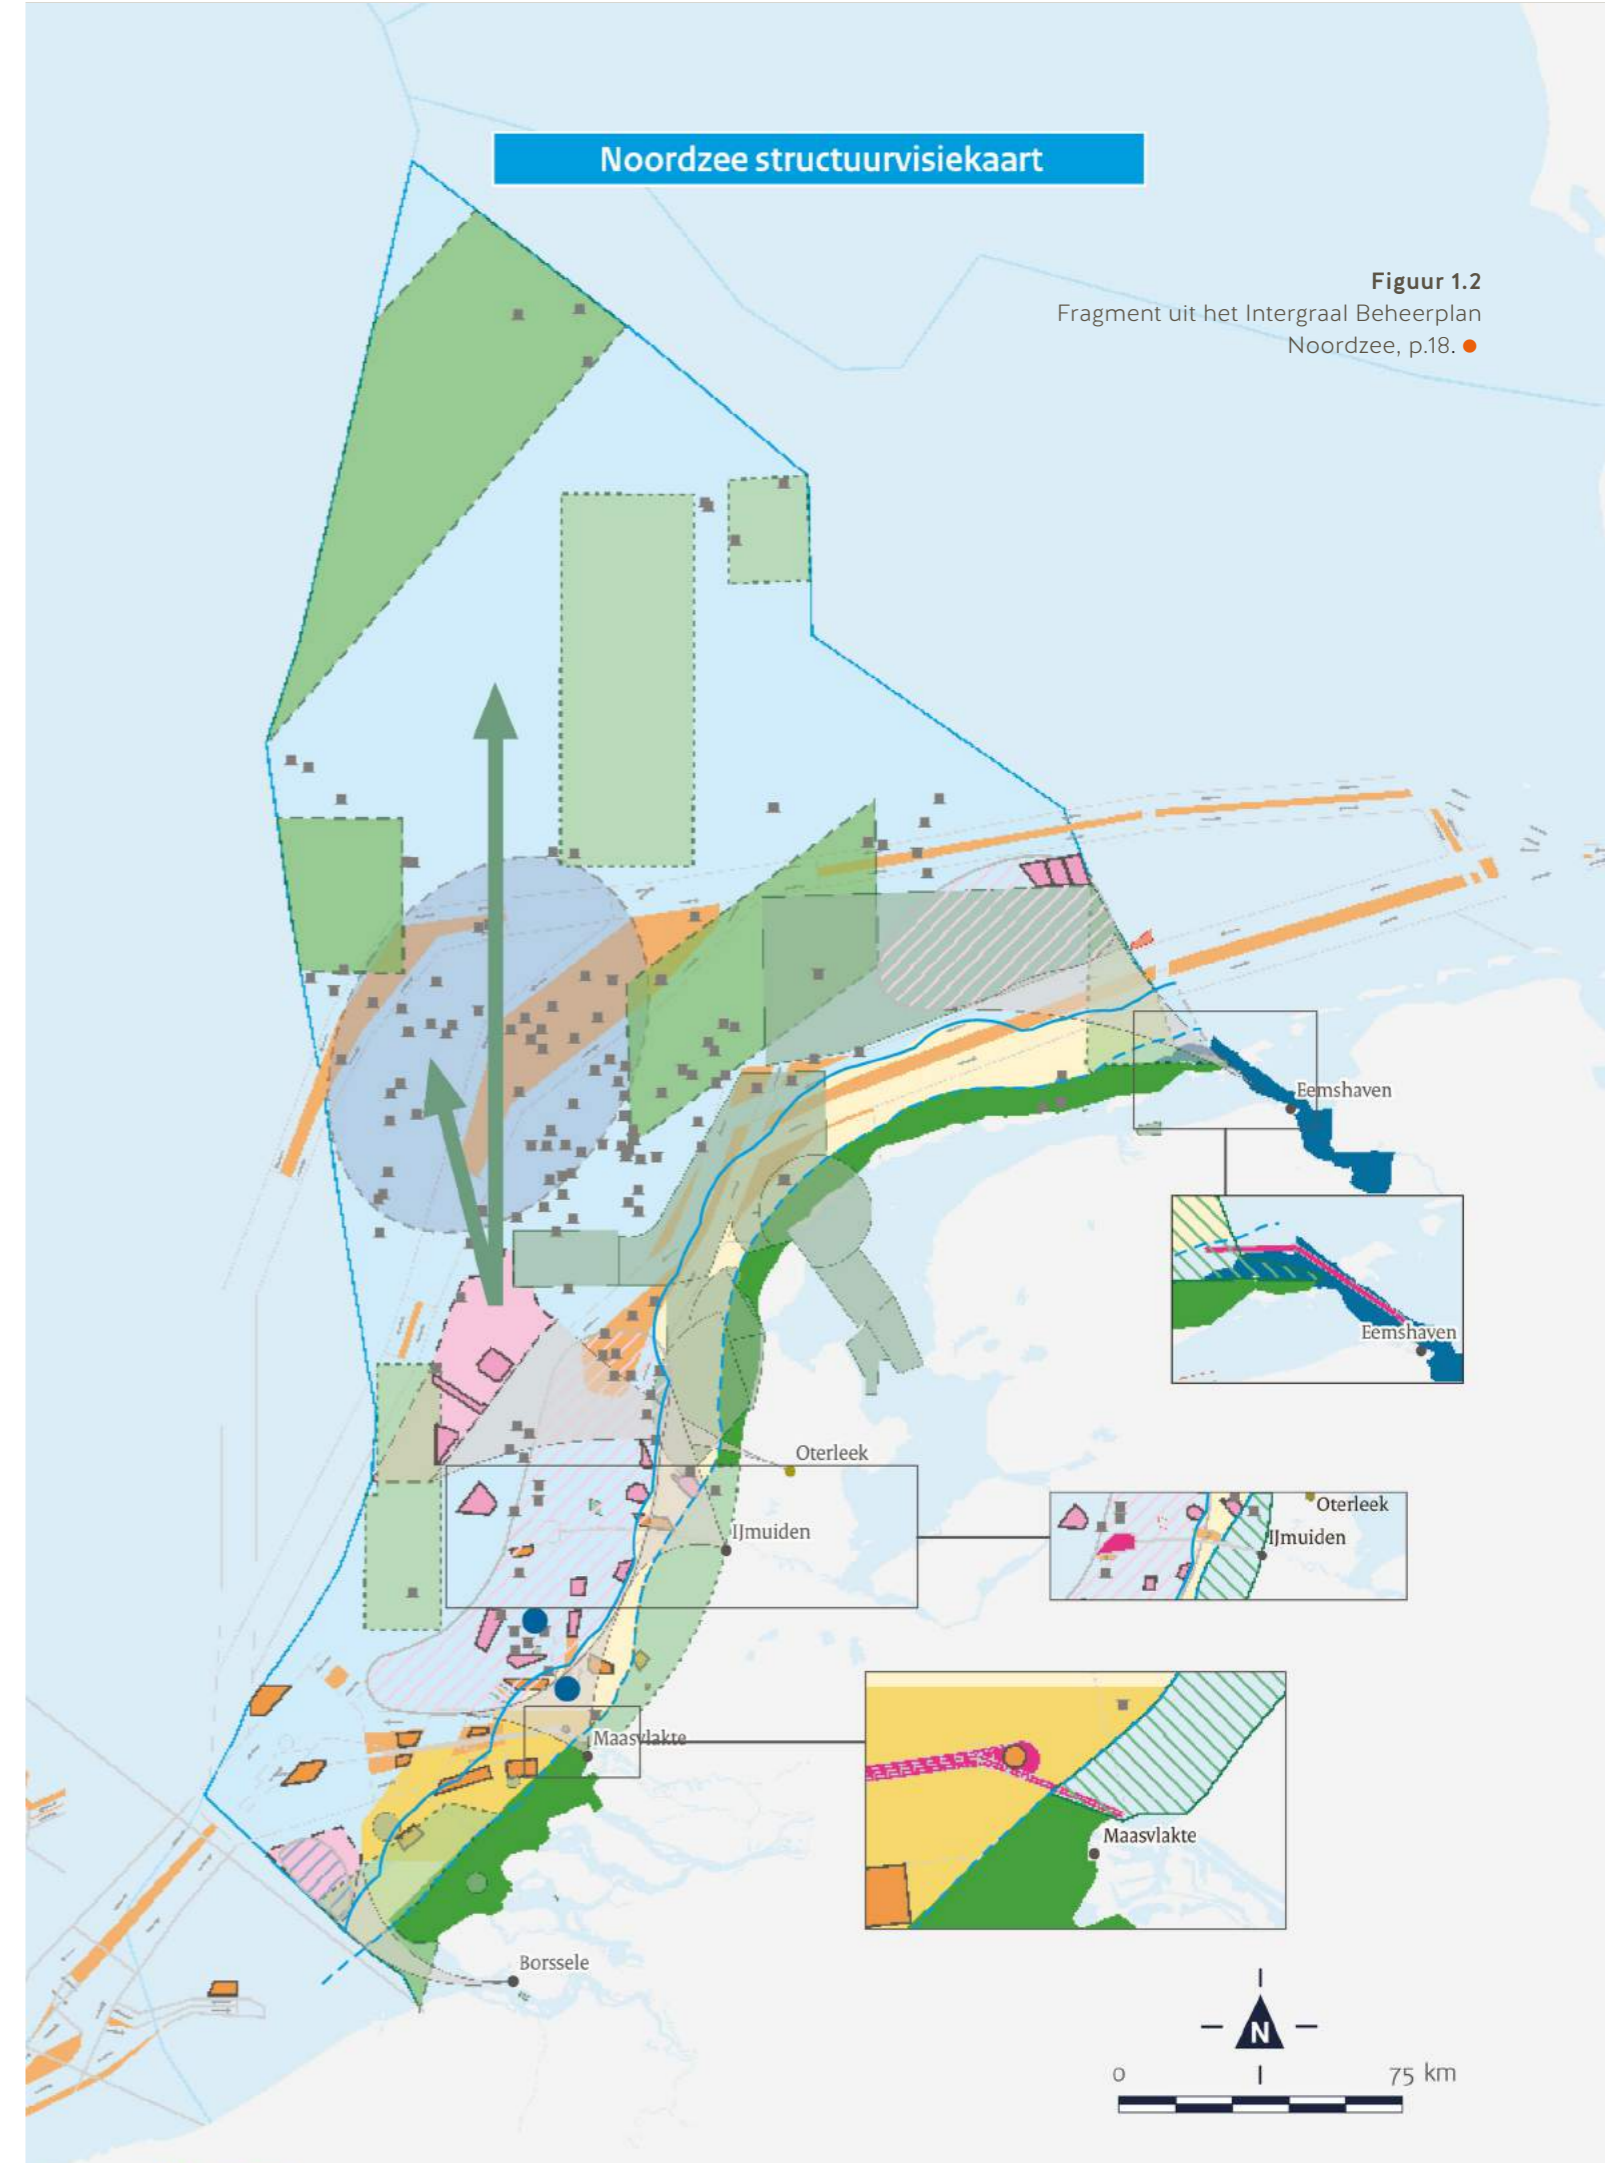 Noordzee structuurvisiekaart
Figuur 1.2
Fragment uit het Intergraal Beheerplan
Noordzee, p.18.
Eemshaven
Eemshaven
Oterleek
IJmuiden
Oterleek
IJmuiden
Maasvlakte
Maasvlakte
Borssele
N
0 75 km